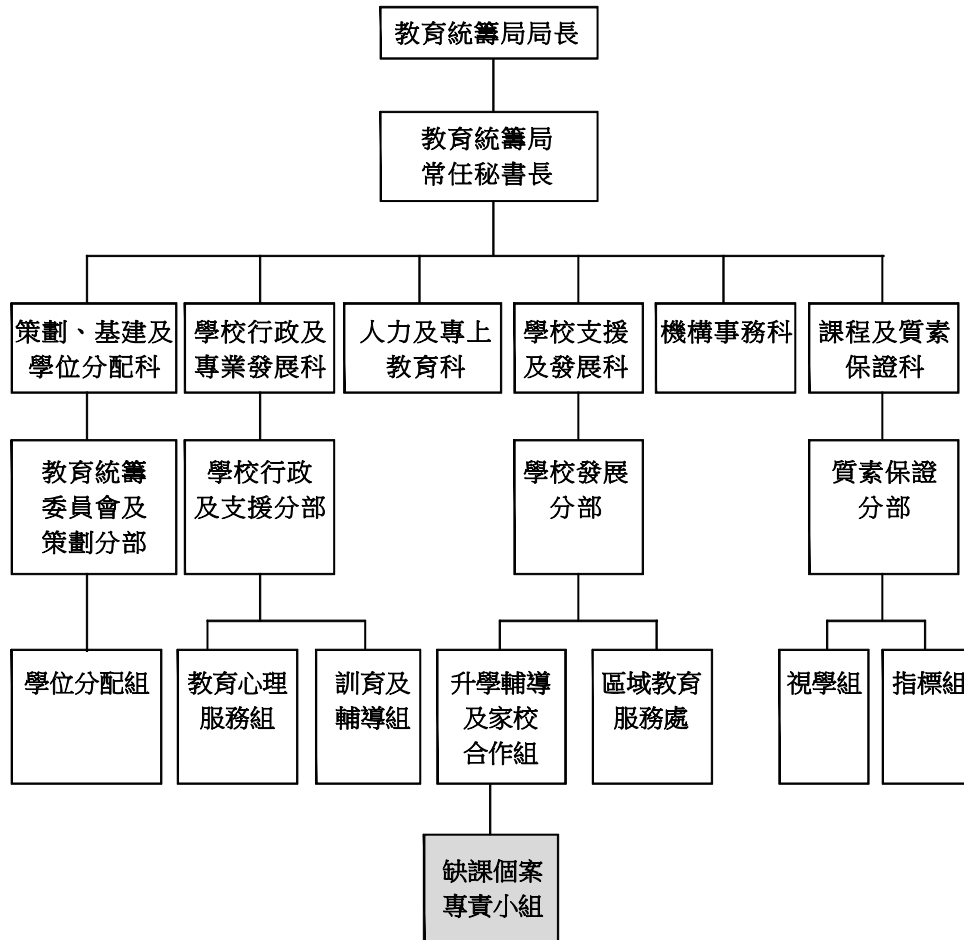 教育統籌局局長
教育統籌局
常任秘書長
策劃、基建及
學位分配科
學校行政及
專業發展科
人力及專上
教育科
學校支援
及發展科
機構事務科
課程及質素
保證科
教育統籌
委員會及
策劃分部
學校行政
及支援分部
學校發展
分部
質素保證
分部
學位分配組
教育心理
服務組
訓育及
輔導組
升學輔導
及家校
合作組
區域教育
服務處
視學組
指標組
缺課個案
專責小組